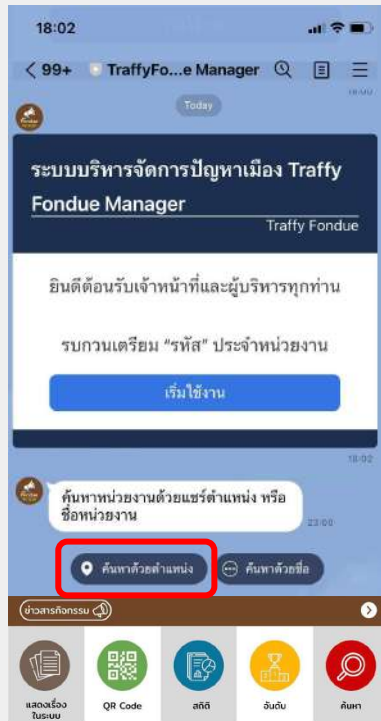 18:02
99+ TraffyFo...e Manager
Today
ระบบบริหารจัดการปัญหาเมือง Traffy
Fondue Manager
Traffy Fondue
ยินดีต้อนรับเจ้าหน้าที่และผู้บริหารทุกท่าน
รบกวนเตรียม “รหัส” ประจำหน่วยงาน
เริ่มใช้งาน
18:02
ค้นหาหน่วยงานด้วยแชร์ตำแหน่ง หรือ
ชื่อหน่วยงาน
23:00
ค้นหาด้วยตำแหน่ง ค้นหาด้วยชื่อ
ข่าวสารกิจกรรม
แสดงเรื่อง
ในระบบ
QR Code
สถิติ
อันดับ
ค้นหา